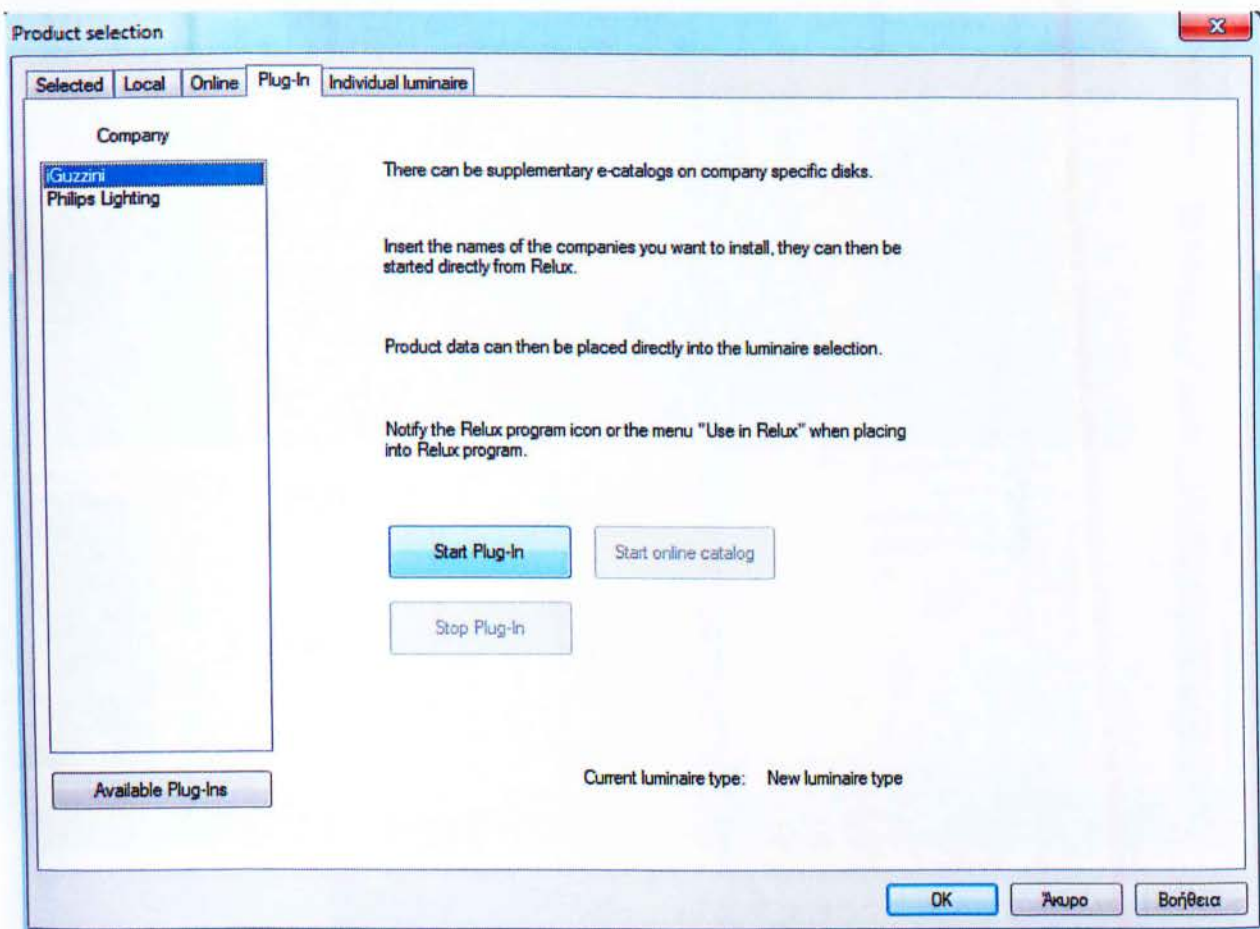 Product selection
Selected Local Online Plug-In Individual luminaire
Company
iGuzzini
Philips Lighting
There can be supplementary e-catalogs on company specific disks.
Insert the names of the companies you want to install, they can then be
started directly from Relux.
Product data can then be placed directly into the luminaire selection.
Notify the Relux program icon or the menu "Use in Relux" when placing
into Relux program.
Start Plug-In Start online catalog
Stop Plug-In
Current luminaire type: New luminaire type
Available Plug-Ins
OK Άκυρο Βοήθεια